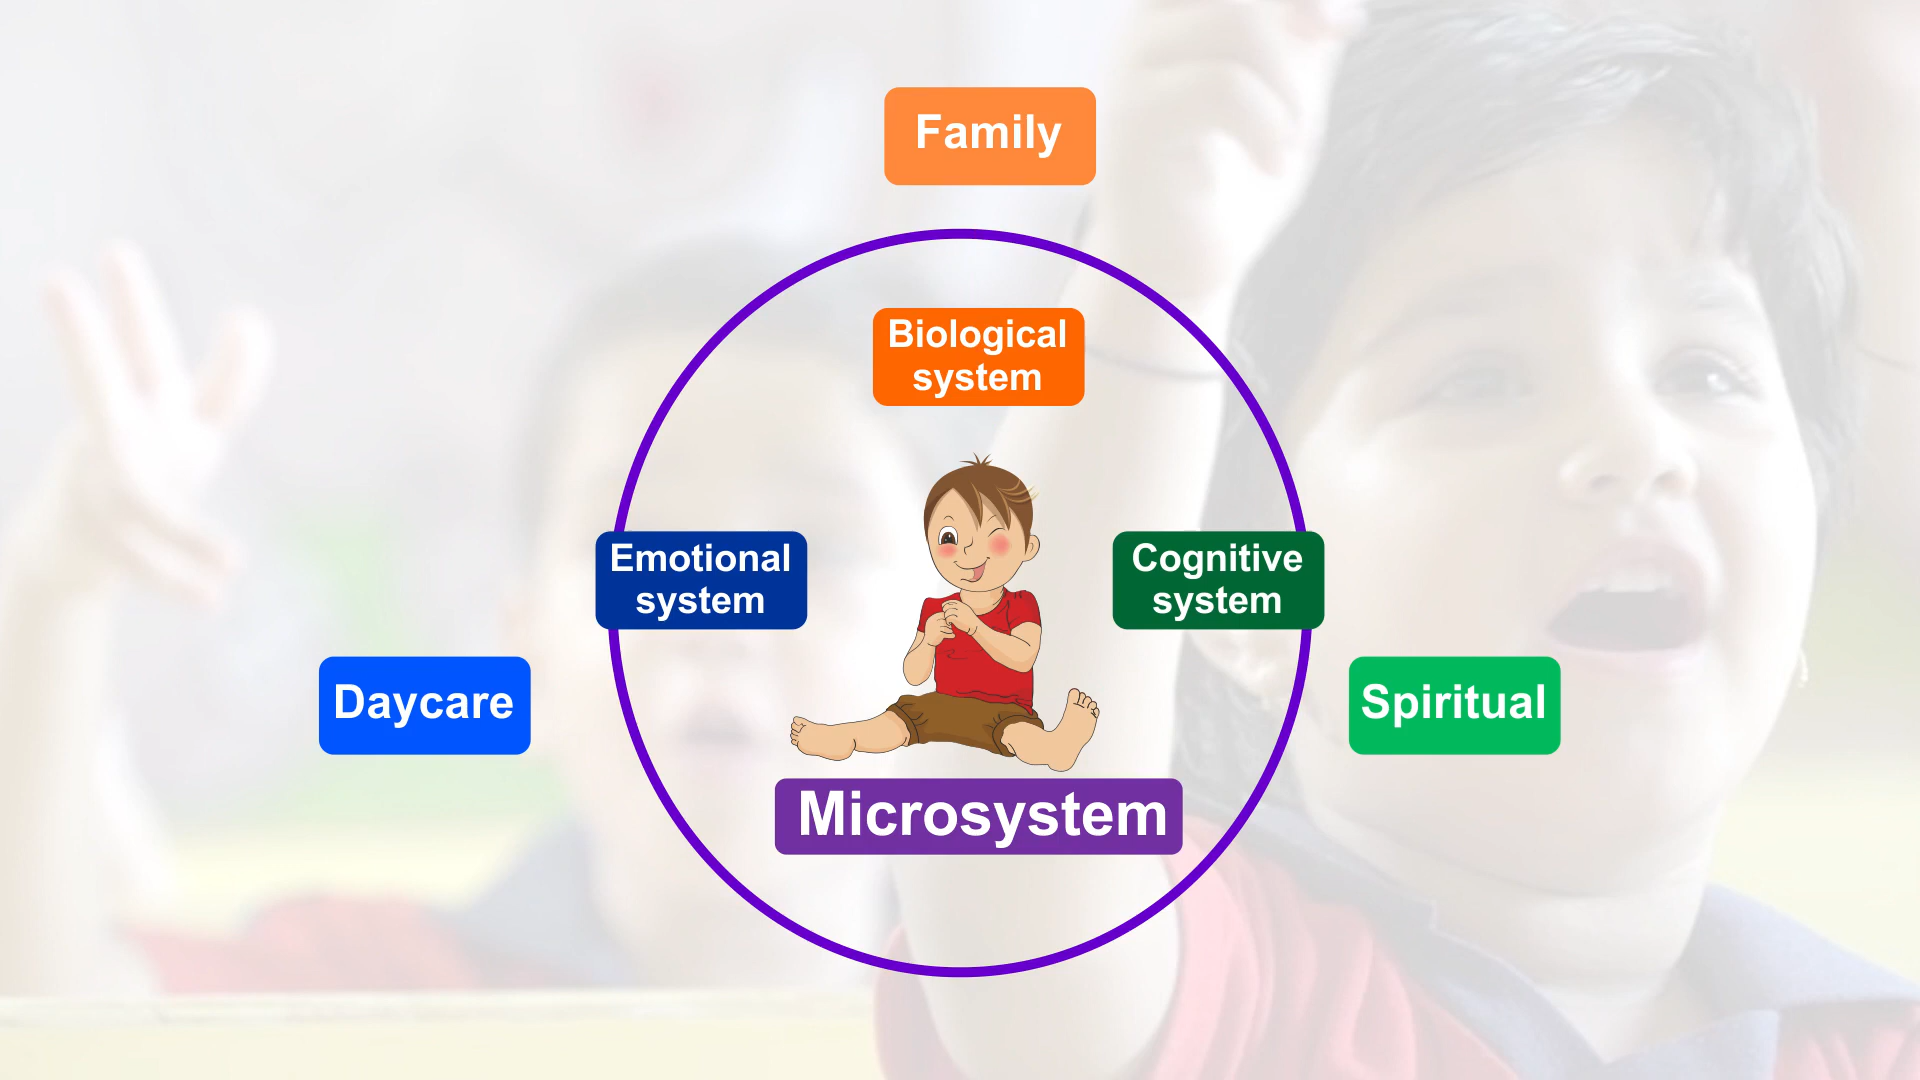 Family
Biological
system
Emotional
system
Cognitive
system
Daycare
Spiritual
Microsystem